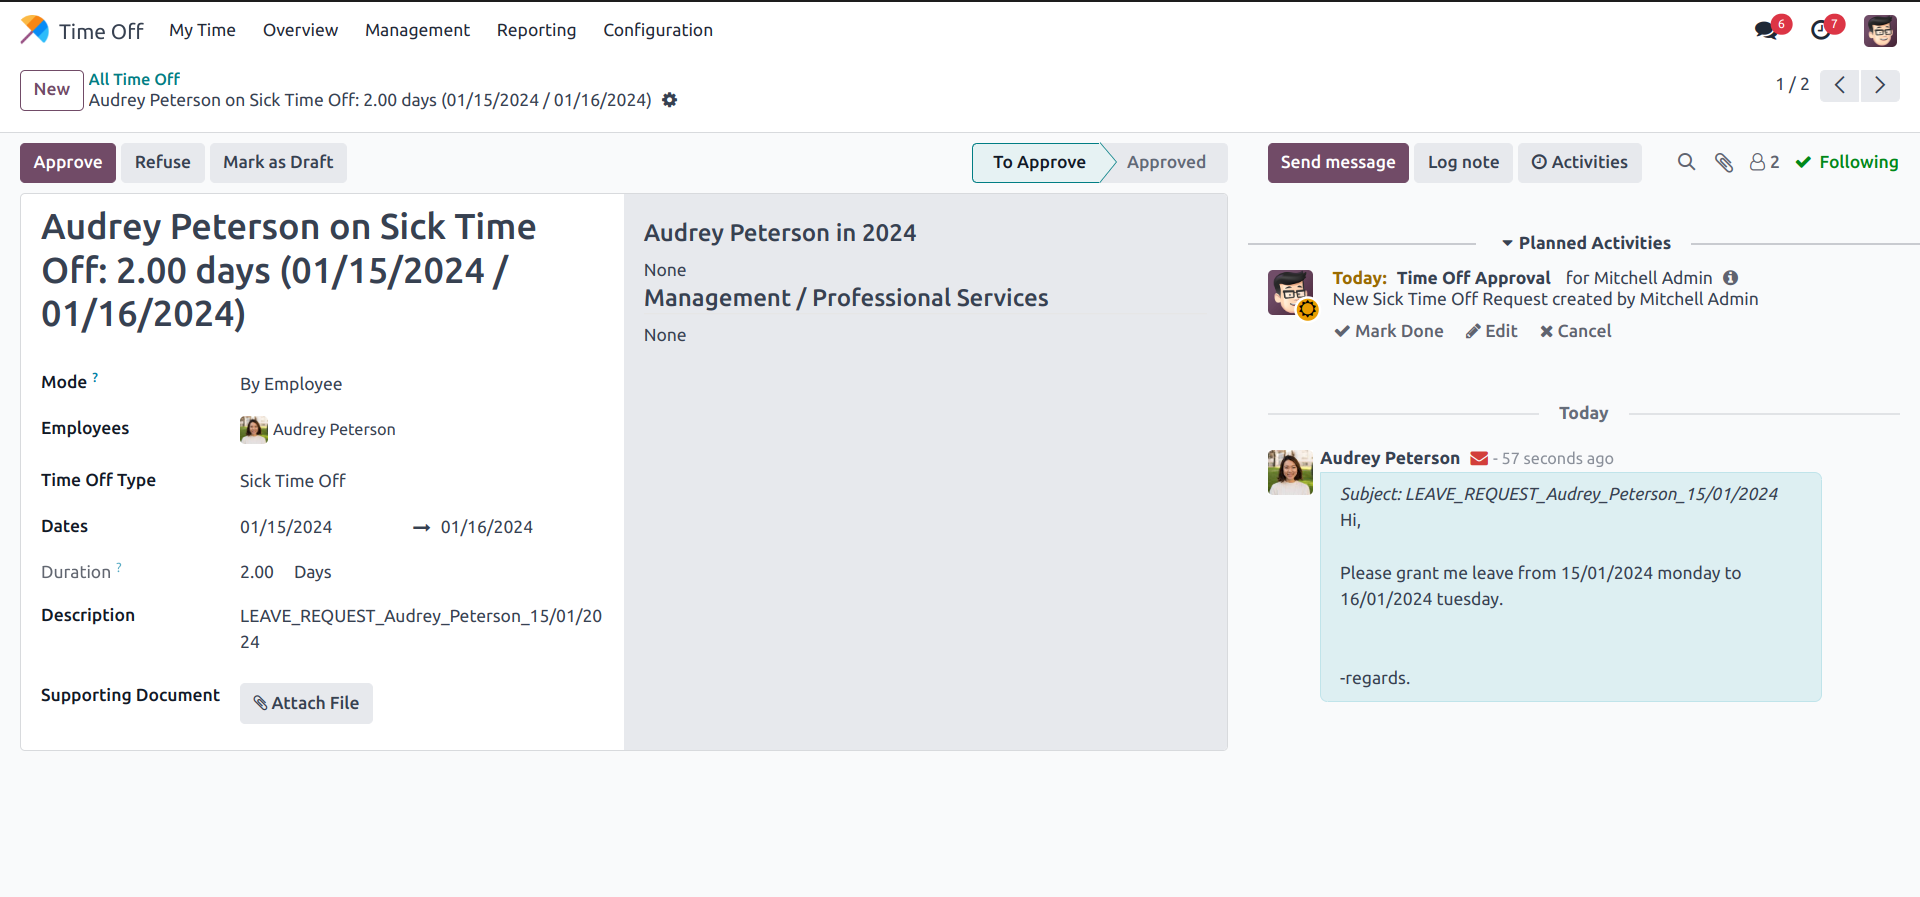 Time Off My Time Overview Management Reporting Configuration 6 7
New
All Time Off
Audrey Peterson on Sick Time Off: 2.00 days (01/15/2024 / 01/16/2024)
1 / 2
Approve Refuse Mark as Draft To Approve Approved
Send message Log note Activities 2 Following
Audrey Peterson on Sick Time
Off: 2.00 days (01/15/2024 /
01/16/2024)
Mode ? By Employee
Employees Audrey Peterson
Time Off Type Sick Time Off
Dates 01/15/2024 → 01/16/2024
Duration ? 2.00 Days
Description LEAVE_REQUEST_Audrey_Peterson_15/01/20
24
Supporting Document Attach File
Audrey Peterson in 2024
None
Management / Professional Services
None
Planned Activities
Today: Time Off Approval for Mitchell Admin
New Sick Time Off Request created by Mitchell Admin
Mark Done Edit Cancel
Today
Audrey Peterson - 57 seconds ago
Subject: LEAVE_REQUEST_Audrey_Peterson_15/01/2024
Hi,
Please grant me leave from 15/01/2024 monday to
16/01/2024 tuesday.
-regards.